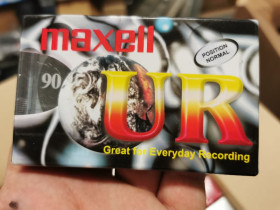 maxell
POSITION
NORMAL
90
UR
Great for Everyday Recording